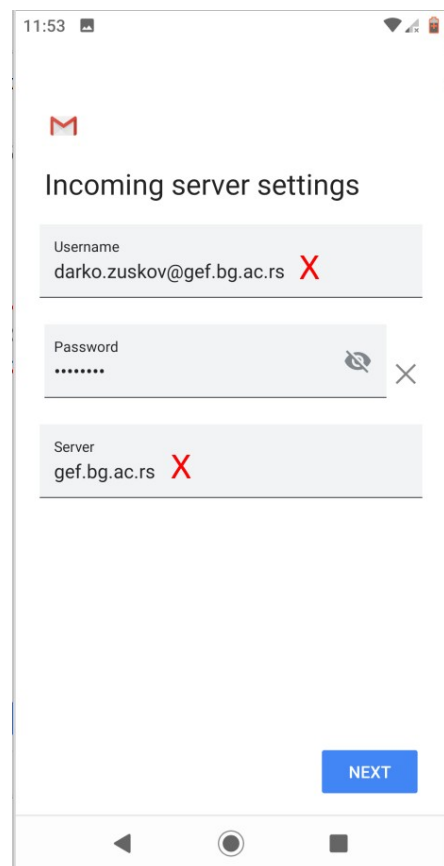 11:53
Incoming server settings
Username
darko.zuskov@gef.bg.ac.rs X
Password
••••••••
Server
gef.bg.ac.rs X
NEXT